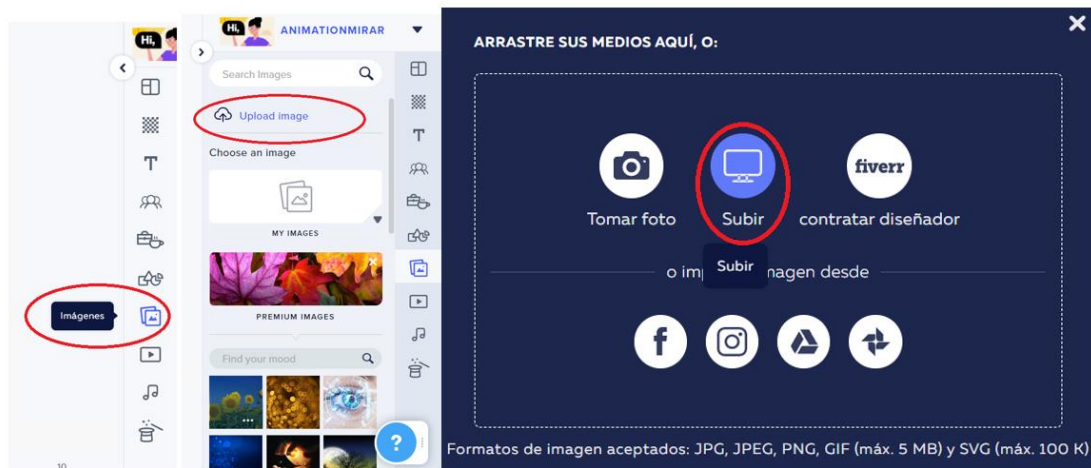 Hi,
Imágenes
10
Hi,
ANIMATIONMIRAR
Search Images
Upload image
Choose an image
MY IMAGES
PREMIUM IMAGES
Find your mood
?
ARRASTRE SUS MEDIOS AQUÍ, O:
fiverr
Tomar foto
Subir
contratar diseñador
Subir
o im
magen desde
Formatos de imagen aceptados: JPG, JPEG, PNG, GIF (máx. 5 MB) y SVG (máx. 100 K)